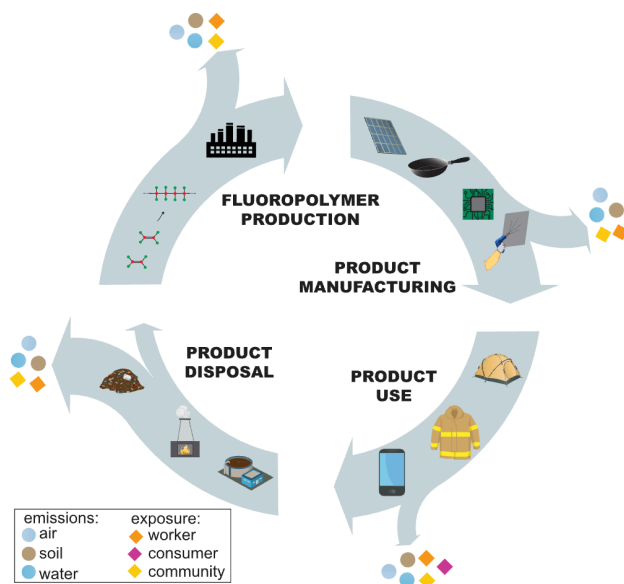 FLUOROPOLYMER
PRODUCTION
PRODUCT
MANUFACTURING
PRODUCT
DISPOSAL
PRODUCT
USE
emissions: exposure:
air worker
soil consumer
water community